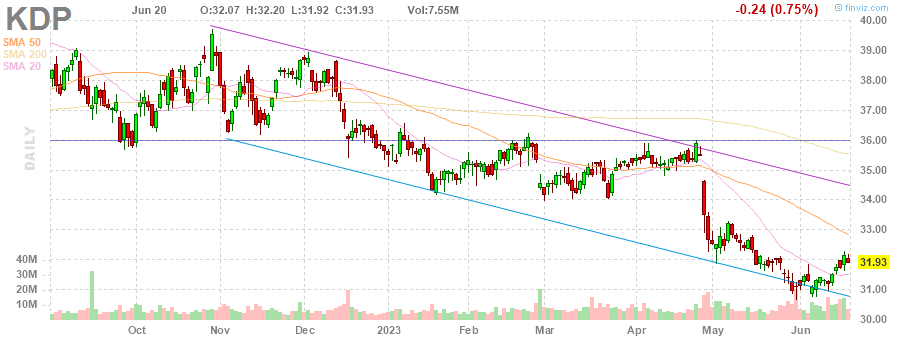 KDP Jun 20 O:32.07 H:32.20 L:31.92 C:31.93 Vol:7.55M -0.24 (0.75%)
© finviz.com
SMA 50
SMA 200
SMA 20
DAILY
40.00
39.00
38.00
37.00
36.00
35.00
34.00
33.00
32.00
31.93
31.00
30.00
40M
30M
20M
10M
Oct Nov Dec 2023 Feb Mar Apr May Jun